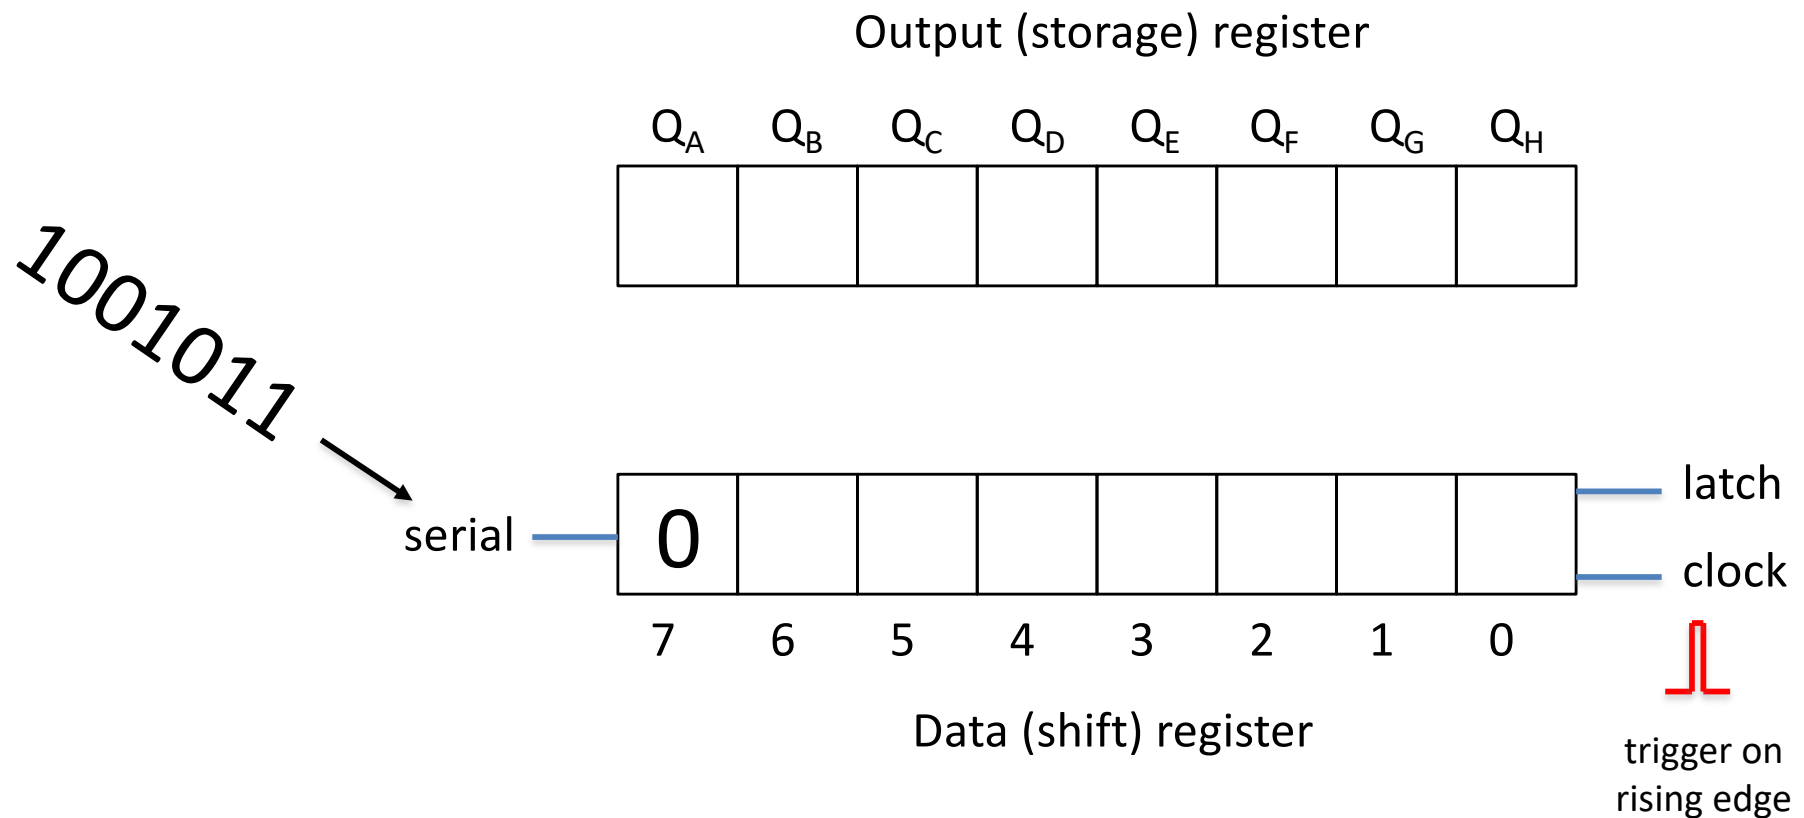 Output (storage) register
QA QB QC QD QE QF QG QH
1001011
latch
serial
0
clock
7 6 5 4 3 2 1 0
Data (shift) register
trigger on
rising edge